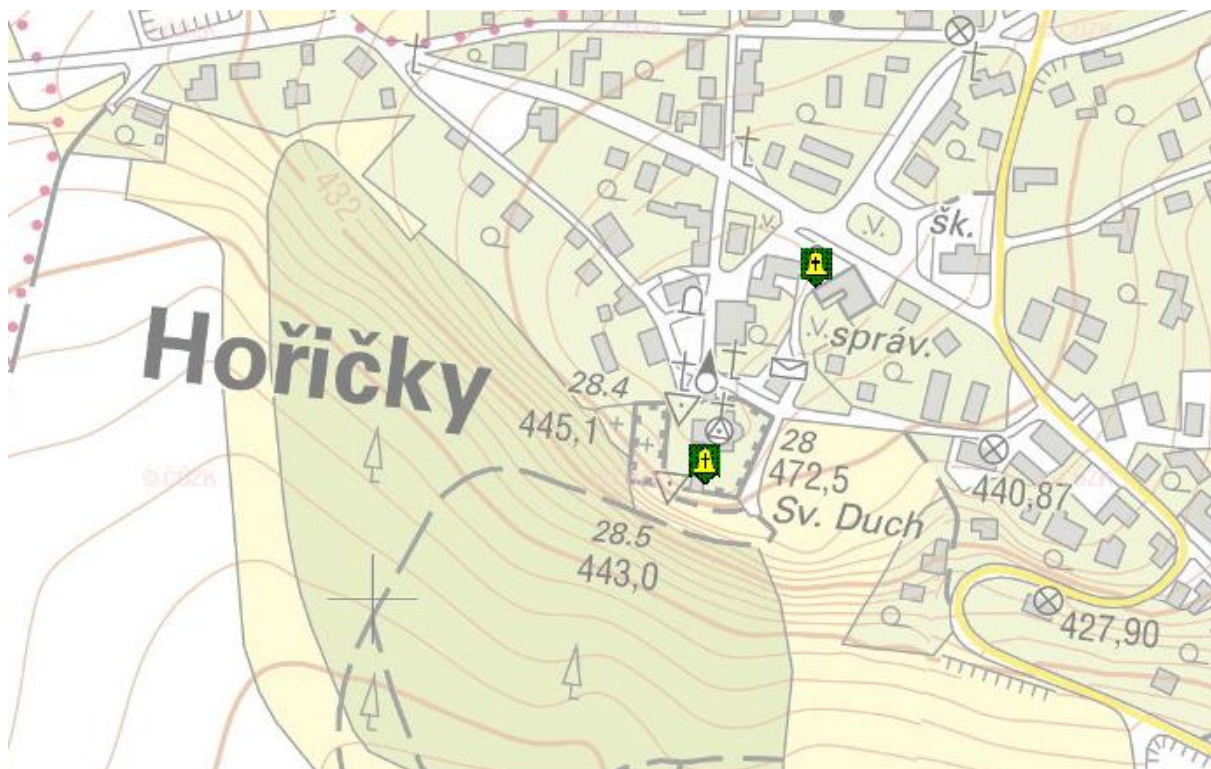 432
šk.
Hořičky
.v.
.v.
.v.
správ.
28.4
445,1
28
472,5
Sv. Duch
440,87
© ČÚZK
28.5
443,0
427,90